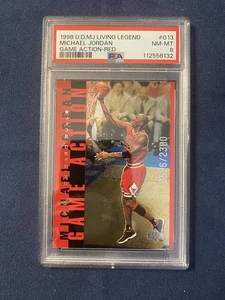 1998 U.D. MJ LIVING LEGEND #G13
MICHAEL JORDAN NM-MT
GAME ACTION-RED 8
PSA 112556132
MICHAEL JORDAN
GAME ACTION
/2300